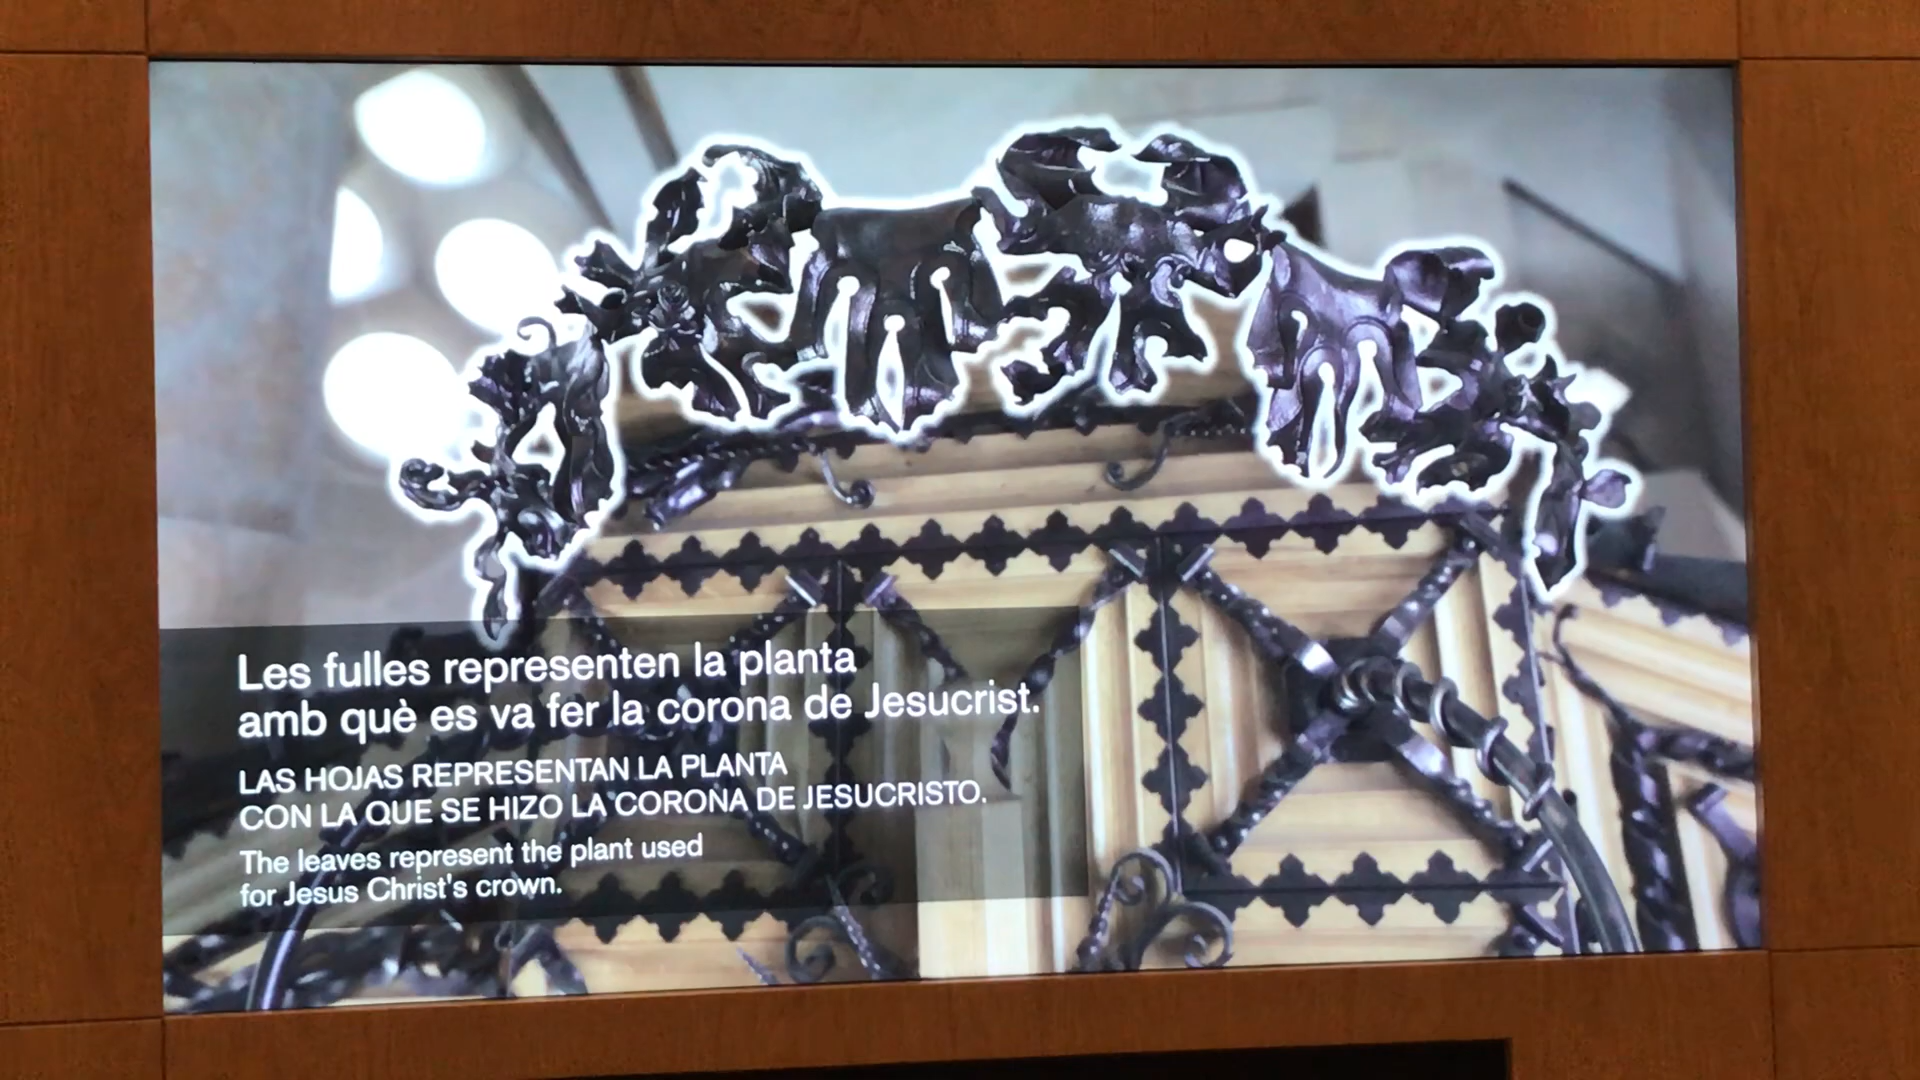 Les fulles representen la planta
amb què es va fer la corona de Jesucrist.
LAS HOJAS REPRESENTAN LA PLANTA
CON LA QUE SE HIZO LA CORONA DE JESUCRISTO.
The leaves represent the plant used
for Jesus Christ's crown.